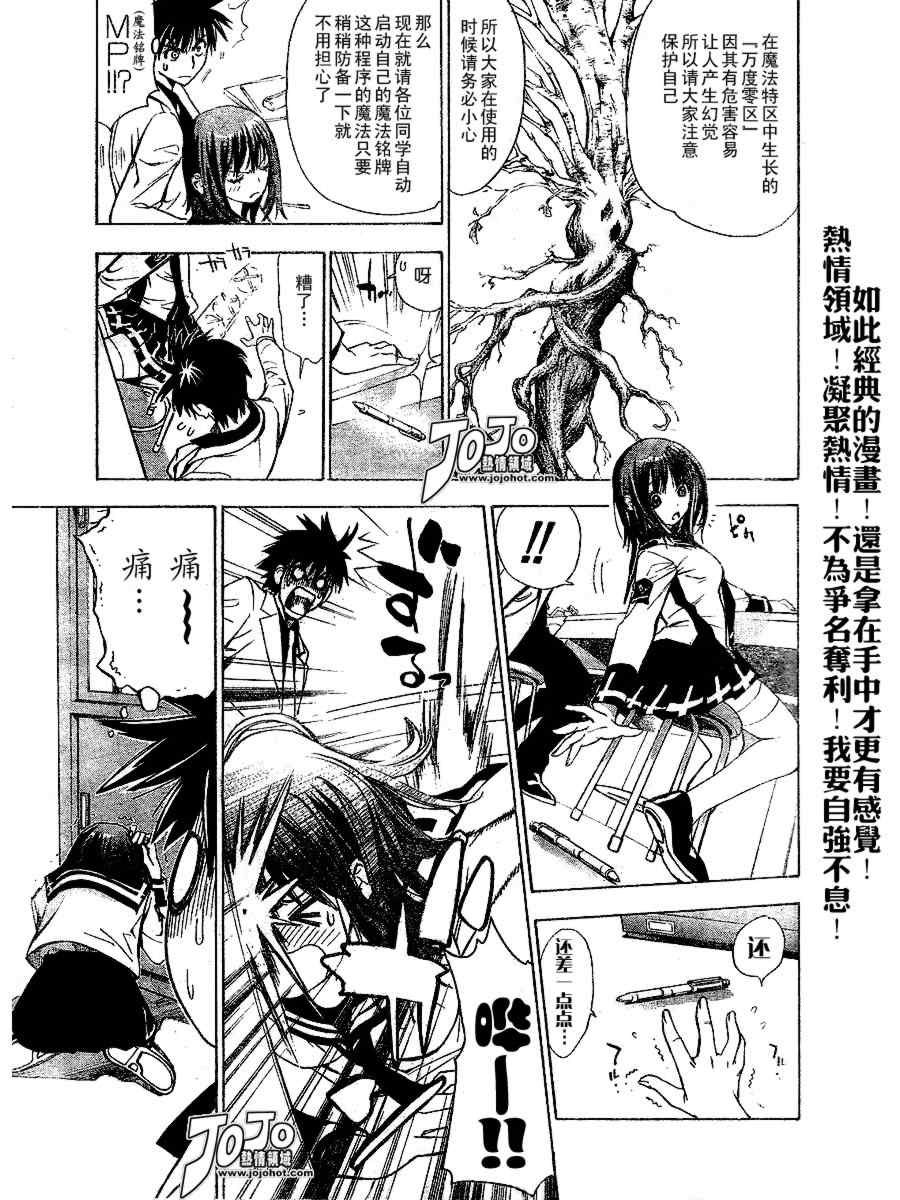 在魔法特区中生长的
『万度零区』
因其有危害容易
让人产生幻觉
所以请大家注意
保护自己
所以大家在使用的
时候请务必小心
那么
现在就请各位同学自动
启动自己的魔法铭牌
这种程序的魔法只要
稍稍防备一下就
不用担心了
(魔法铭牌)
MP!!?
呀
糟了…
JOJO
熱情領域
www.jojohot.com
ぺろ
!!
还
还差一点点…
哗ー!!
痛〜
痛…
JOJO
熱情領域
www.jojohot.com
如此經典的漫畫！還是拿在手中才更有感覺！
熱情領域！凝聚熱情！不為爭名奪利！我要自強不息！